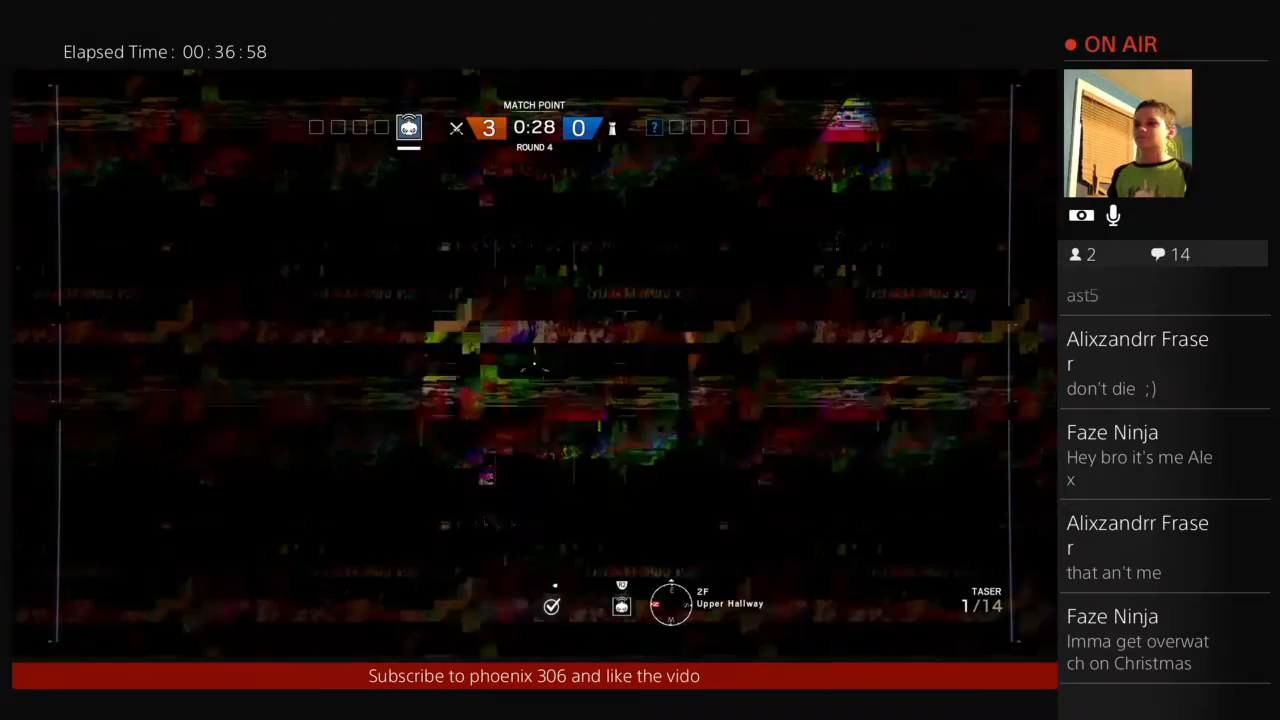 Elapsed Time: 00:36:58
ON AIR
MATCH POINT
3 0:28 0
?
ROUND 4
2 14
ast5
Alixzandrr Frase
r
don't die ;)
Faze Ninja
Hey bro it's me Ale
x
Alixzandrr Frase
r
that an't me
Faze Ninja
Imma get overwat
ch on Christmas
2F
Upper Hallway
TASER
1/14
Subscribe to phoenix 306 and like the vido